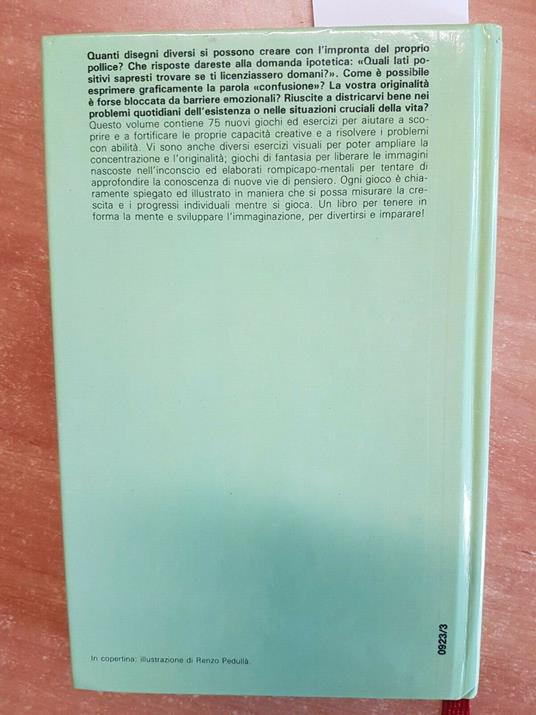 Quanti disegni diversi si possono creare con l'impronta del proprio
pollice? Che risposte dareste alla domanda ipotetica: «Quali lati po-
sitivi sapresti trovare se ti licenziassero domani?». Come è possibile
esprimere graficamente la parola «confusione»? La vostra originalità
è forse bloccata da barriere emozionali? Riuscite a districarvi bene nei
problemi quotidiani dell'esistenza o nelle situazioni cruciali della vita?
Questo volume contiene 75 nuovi giochi ed esercizi per aiutare a sco-
prire e a fortificare le proprie capacità creative e a risolvere i problemi
con abilità. Vi sono anche diversi esercizi visuali per poter ampliare la
concentrazione e l'originalità; giochi di fantasia per liberare le immagini
nascoste nell'inconscio ed elaborati rompicapo-mentali per tentare di
approfondire la conoscenza di nuove vie di pensiero. Ogni gioco è chia-
ramente spiegato ed illustrato in maniera che si possa misurare la cre-
scita e i progressi individuali mentre si gioca. Un libro per tenere in
forma la mente e sviluppare l'immaginazione, per divertirsi e imparare!
In copertina: illustrazione di Renzo Pedullà.
0923/3